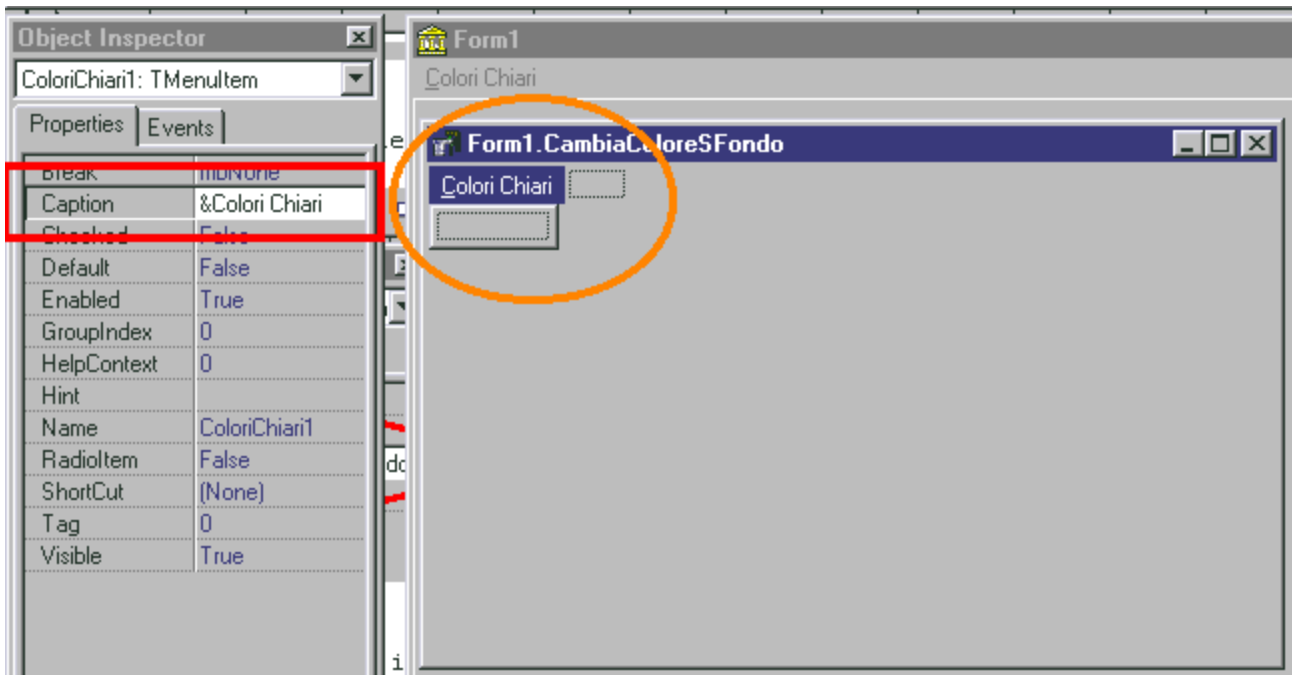 Object Inspector
ColoriChiari1: TMenuItem
Properties Events
Break mbNone
Caption &Colori Chiari
Checked False
Default False
Enabled True
GroupIndex 0
HelpContext 0
Hint
Name ColoriChiari1
RadioItem False
ShortCut (None)
Tag 0
Visible True
Form1
Colori Chiari
Form1.CambiaColoreSFondo
Colori Chiari